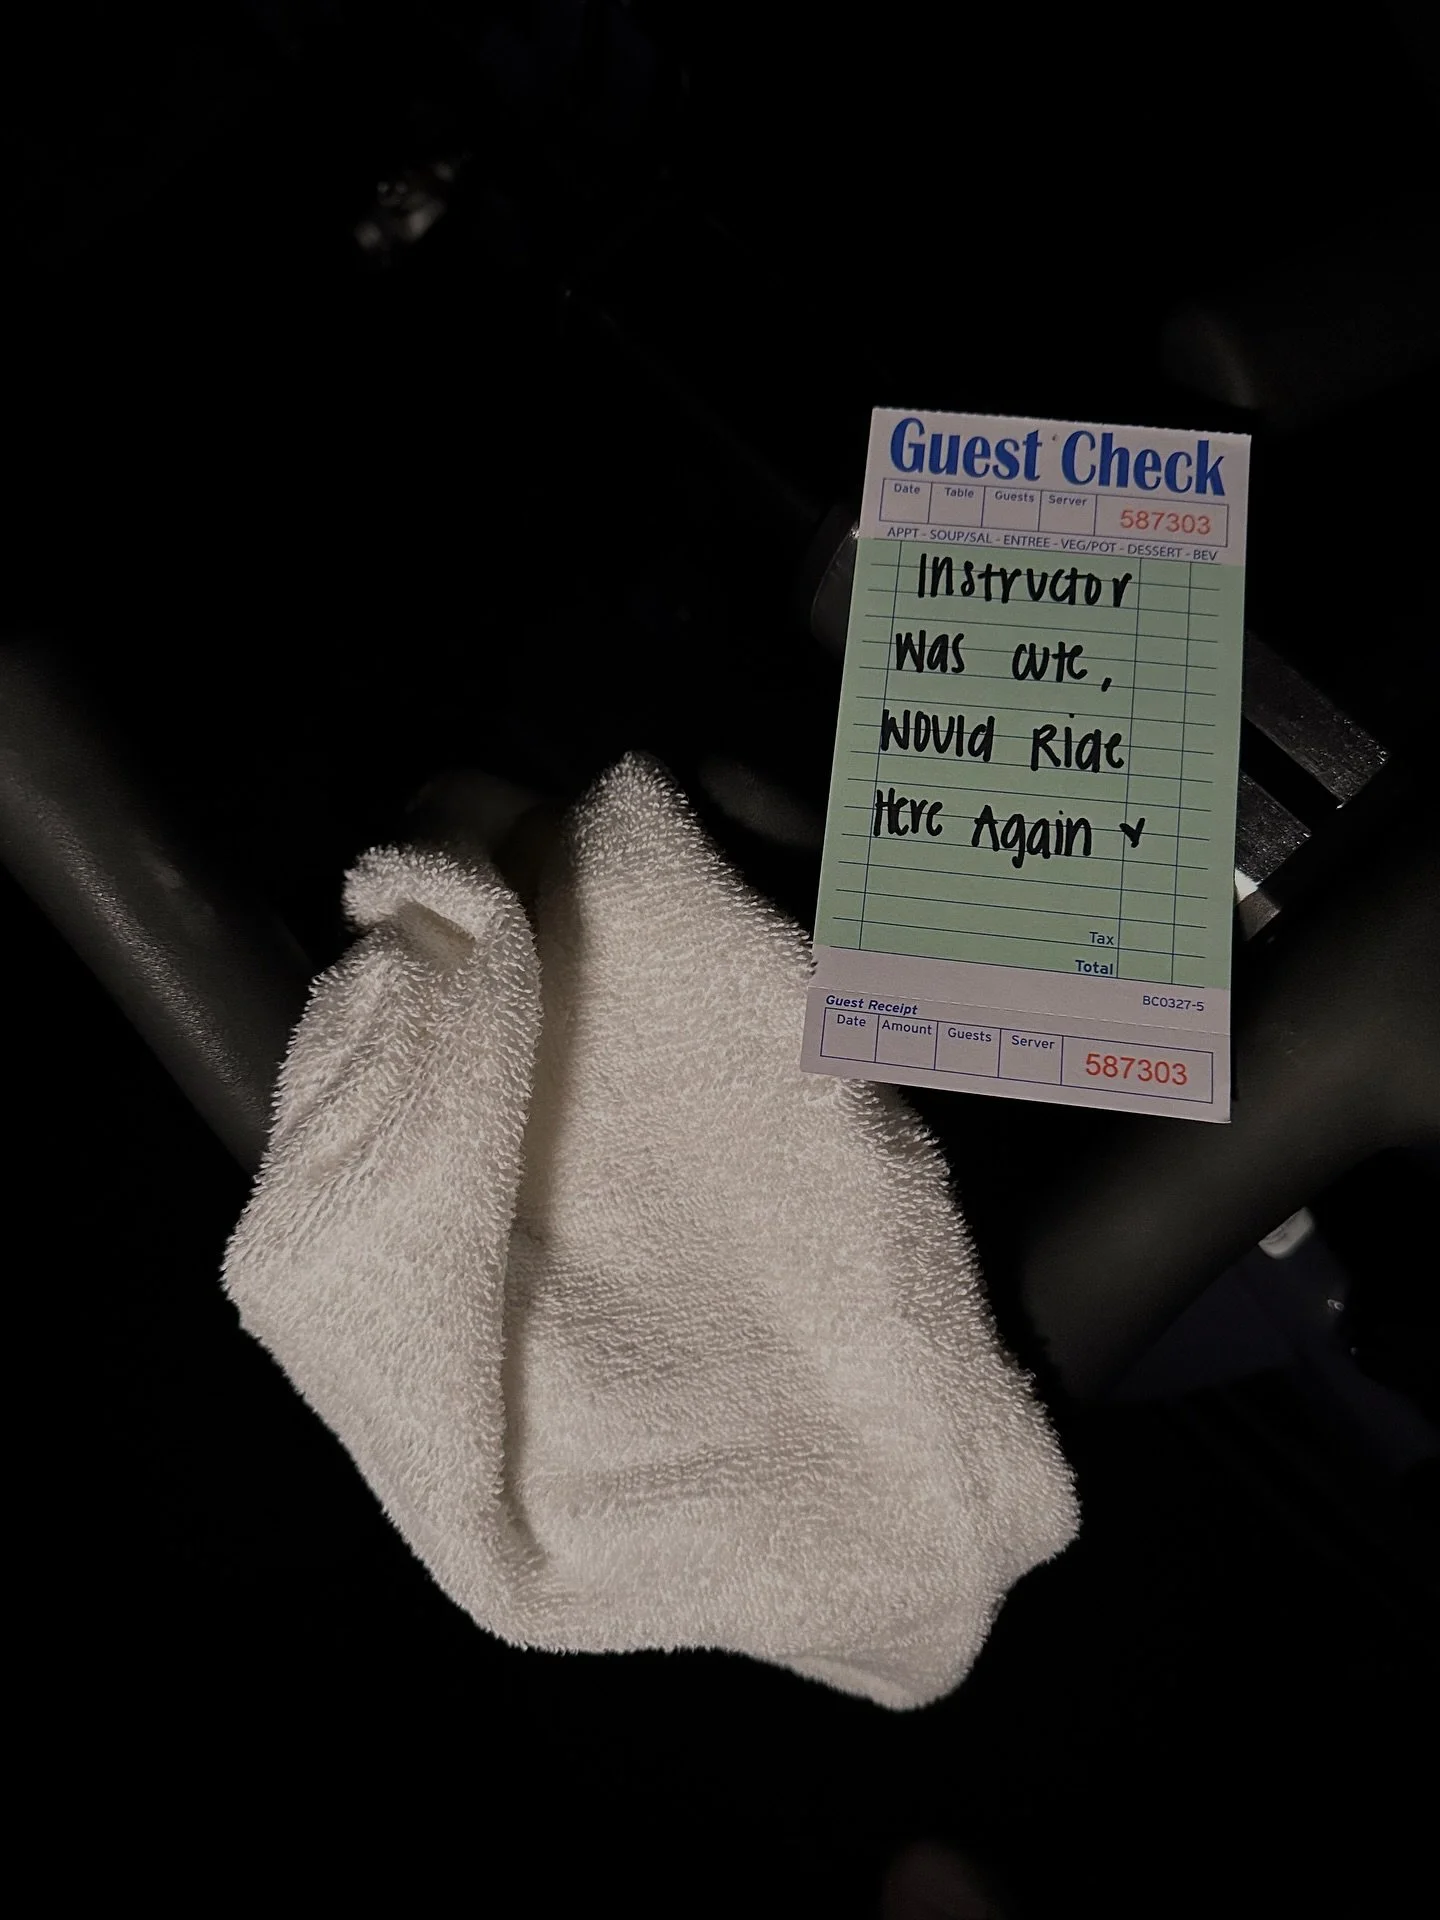 Guest Check
Date Table Guests Server 587303
APPT - SOUP/SAL - ENTREE - VEG/POT - DESSERT - BEV
Instructor
was cute,
would Ride
Here Again ♥
Tax
Total
Guest Receipt BC0327-5
Date Amount Guests Server 587303